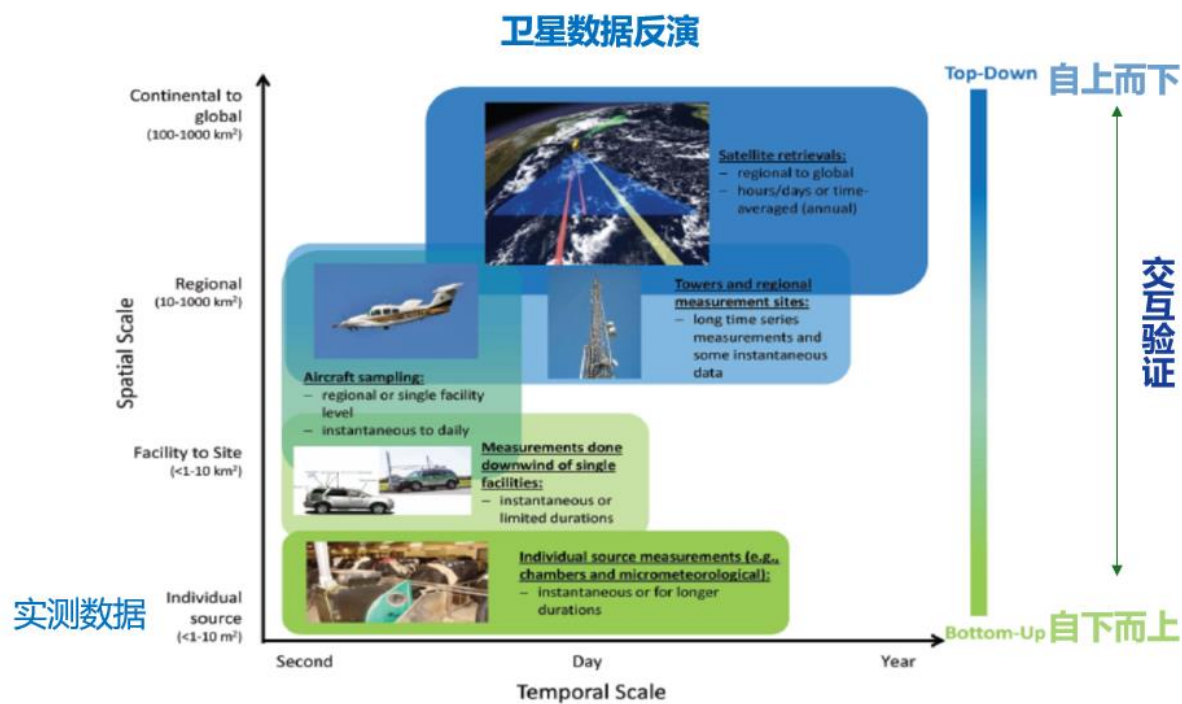 卫星数据反演
Continental to
global
(100-1000 km²)
Top-Down 自上而下
Satellite retrievals:
– regional to global
– hours/days or time-
averaged (annual)
Regional
(10-1000 km²)
Towers and regional
measurement sites:
– long time series
measurements and
some instantaneous
data
交互验证
Spatial Scale
Aircraft sampling:
– regional or single facility
level
– instantaneous to daily
Facility to Site
(<1-10 km²)
Measurements done
downwind of single
facilities:
– instantaneous or
limited durations
Individual source measurements (e.g.,
chambers and micrometeorological):
– instantaneous or for longer
durations
实测数据
Individual
source
(<1-10 m²)
Bottom-Up 自下而上
Second
Day
Year
Temporal Scale